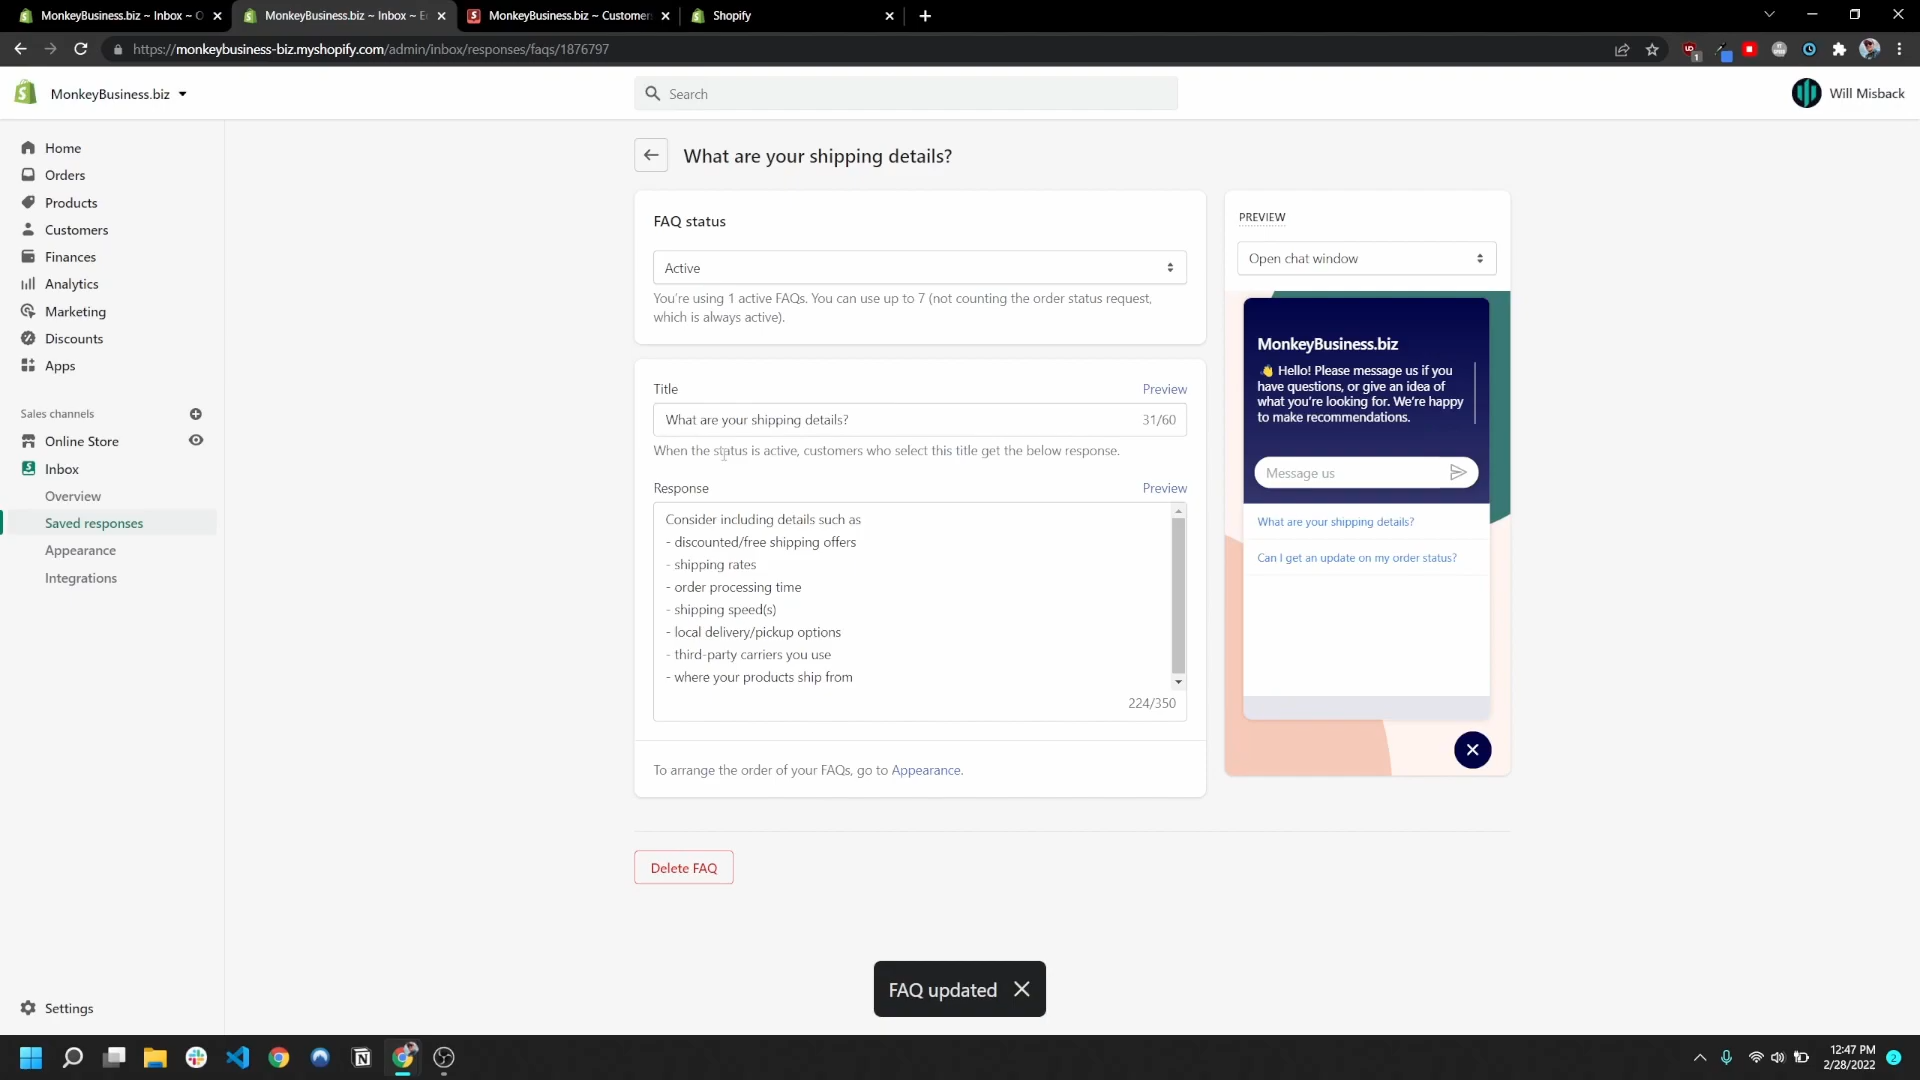 MonkeyBusiness.biz ~ Inbox ~ O
MonkeyBusiness.biz ~ Inbox ~ E
MonkeyBusiness.biz ~ Customer
Shopify
https://monkeybusiness-biz.myshopify.com/admin/inbox/responses/faqs/1876797
MonkeyBusiness.biz
Search
Will Misback
Home
Orders
Products
Customers
Finances
Analytics
Marketing
Discounts
Apps
Sales channels
Online Store
Inbox
Overview
Saved responses
Appearance
Integrations
Settings
What are your shipping details?
FAQ status
Active
You're using 1 active FAQs. You can use up to 7 (not counting the order status request,
which is always active).
Title
Preview
What are your shipping details?
31/60
When the status is active, customers who select this title get the below response.
Response
Preview
Consider including details such as
- discounted/free shipping offers
- shipping rates
- order processing time
- shipping speed(s)
- local delivery/pickup options
- third-party carriers you use
- where your products ship from
224/350
To arrange the order of your FAQs, go to Appearance.
Delete FAQ
PREVIEW
Open chat window
MonkeyBusiness.biz
👋 Hello! Please message us if you
have questions, or give an idea of
what you're looking for. We're happy
to make recommendations.
Message us
What are your shipping details?
Can I get an update on my order status?
FAQ updated
12:47 PM
2/28/2022
2